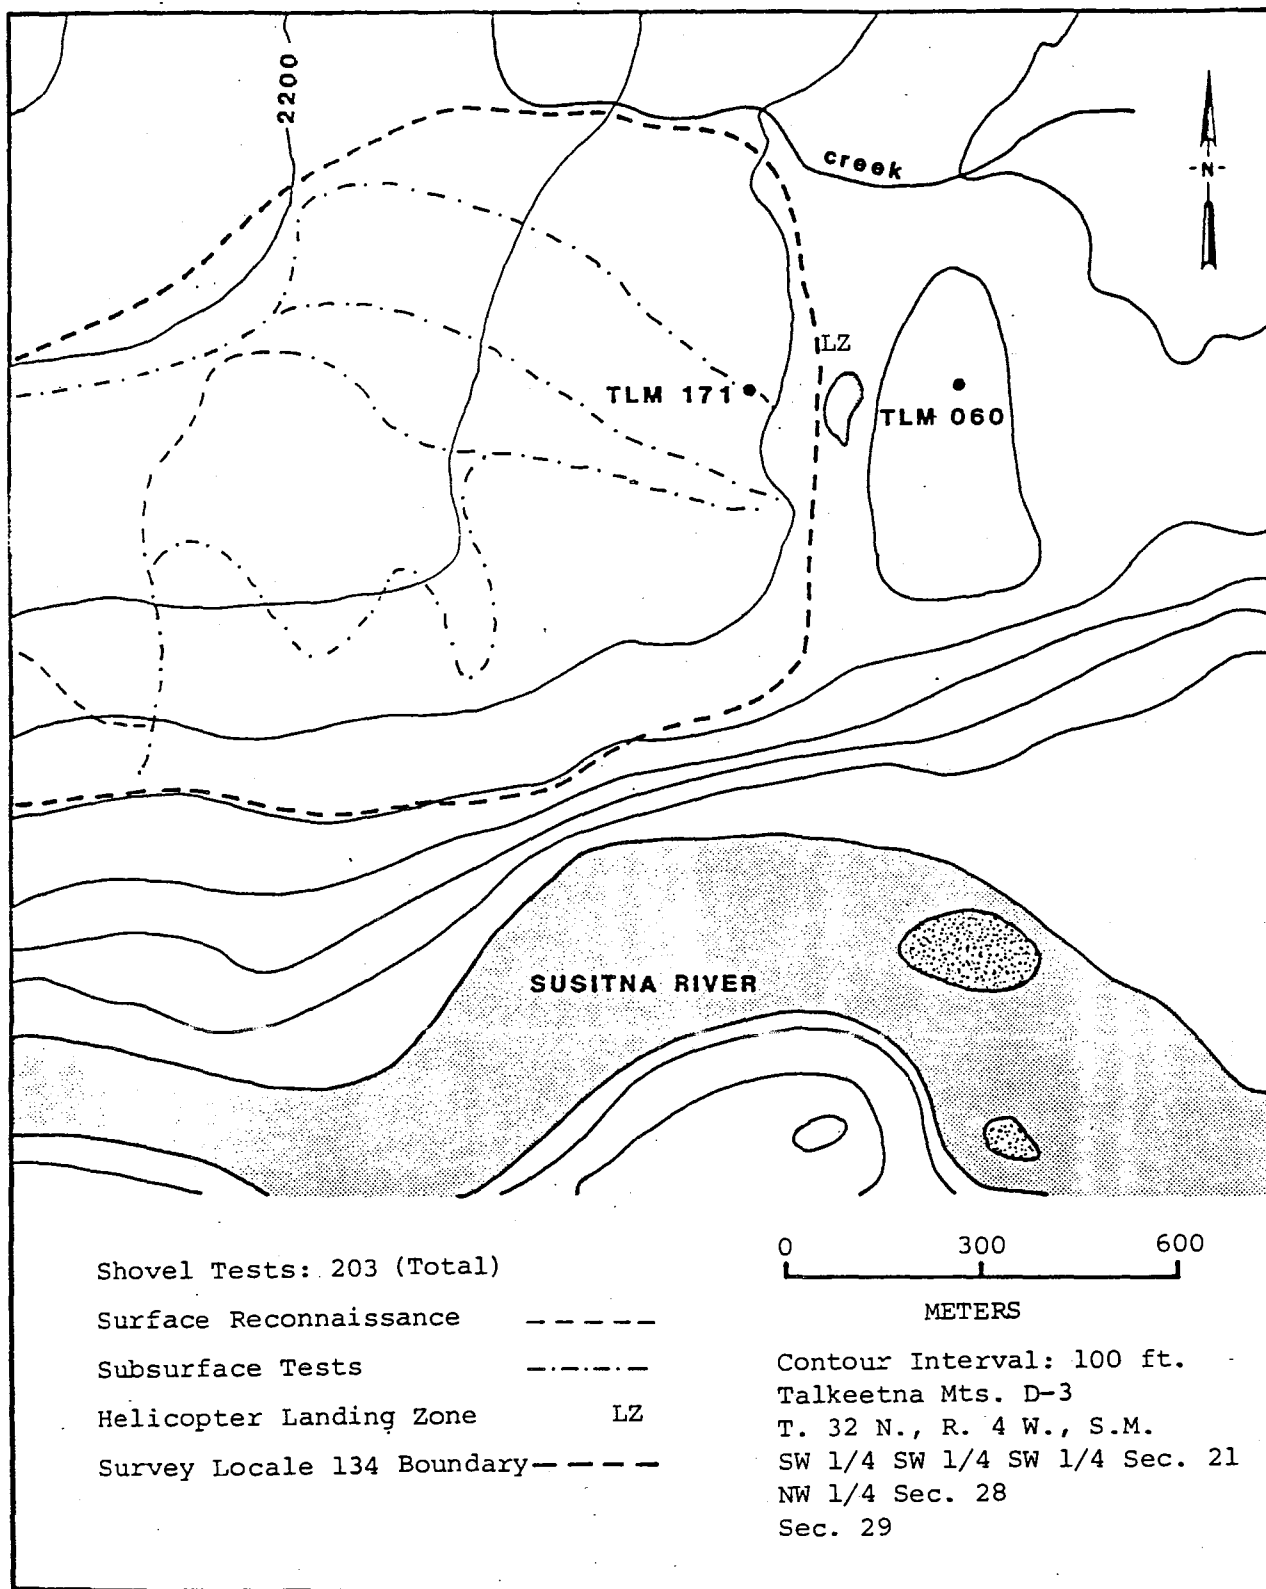 2200
creek
-N-
LZ
TLM 171
TLM 060
SUSITNA RIVER
Shovel Tests: 203 (Total)
Surface Reconnaissance
Subsurface Tests
Helicopter Landing Zone LZ
Survey Locale 134 Boundary
0 300 600
METERS
Contour Interval: 100 ft.
Talkeetna Mts. D-3
T. 32 N., R. 4 W., S.M.
SW 1/4 SW 1/4 SW 1/4 Sec. 21
NW 1/4 Sec. 28
Sec. 29